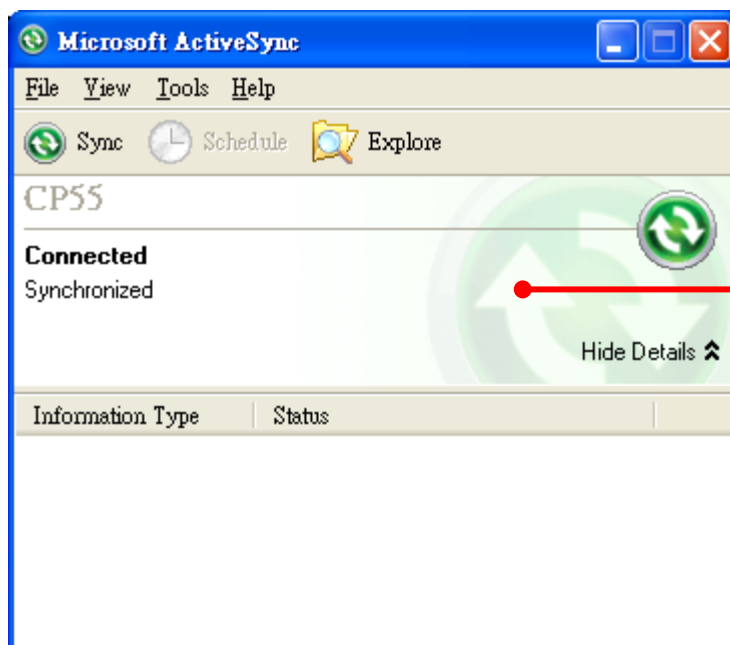 Microsoft ActiveSync
File View Tools Help
Sync Schedule Explore
CP55
Connected
Synchronized
Hide Details
Information Type Status